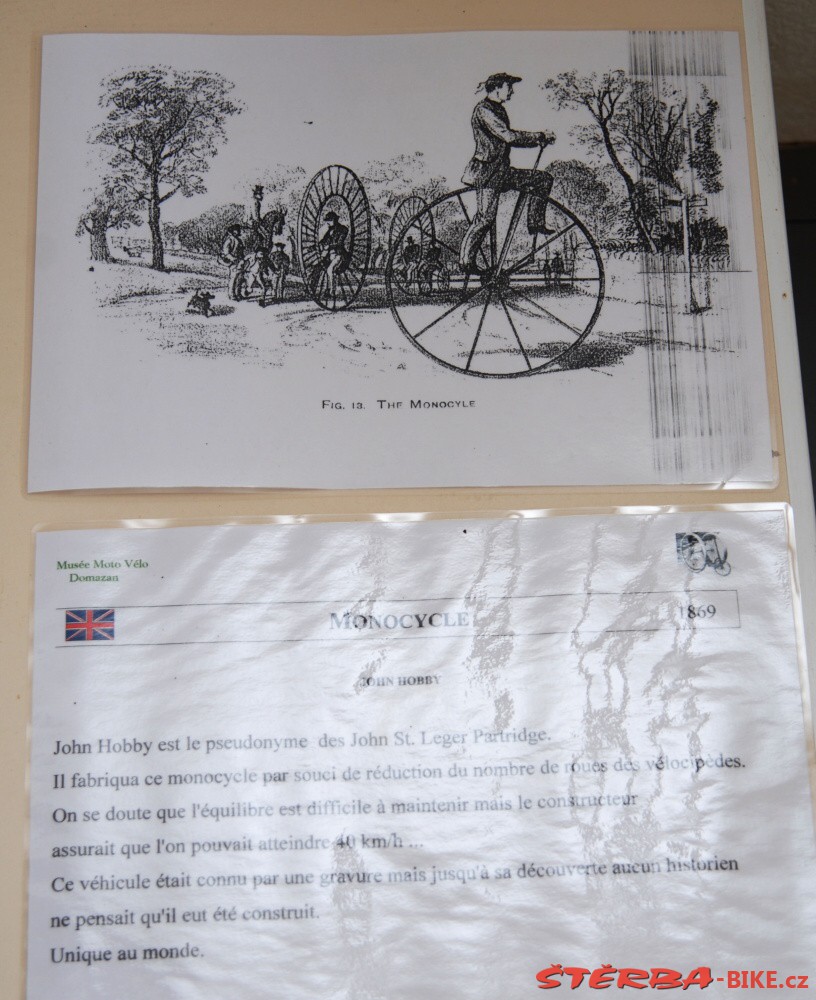 FIG. 13. THE MONOCYLE
Musée Moto Vélo
Domazan
MONOCYCLE
1869
JOHN HOBBY
John Hobby est le pseudonyme des John St. Leger Partridge.
Il fabriqua ce monocycle par souci de réduction du nombre de roues des vélocipèdes.
On se doute que l'équilibre est difficile à maintenir mais le constructeur
assurait que l'on pouvait atteindre 40 km/h ...
Ce véhicule était connu par une gravure mais jusqu'à sa découverte aucun historien
ne pensait qu'il eut été construit.
Unique au monde.
ŠTĚRBA-BIKE.cz